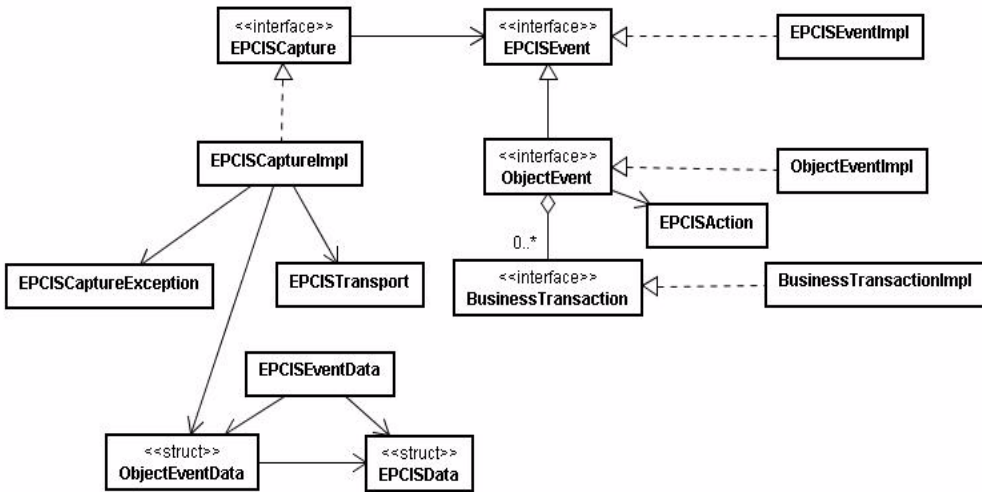 <<interface>>
EPCISCapture
<<interface>>
EPCISEvent
EPCISEventImpl
EPCISCaptureImpl
<<interface>>
ObjectEvent
ObjectEventImpl
EPCISAction
0..*
EPCISCaptureException
EPCISTransport
<<interface>>
BusinessTransaction
BusinessTransactionImpl
EPCISEventData
<<struct>>
ObjectEventData
<<struct>>
EPCISData